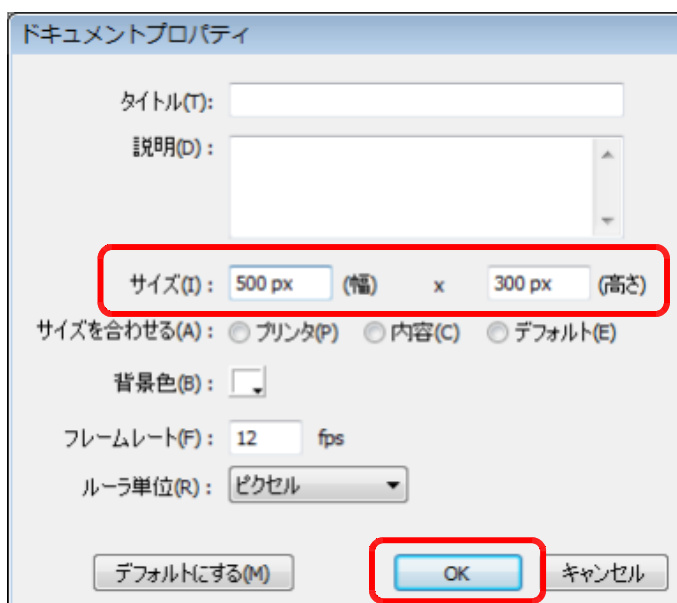 ドキュメントプロパティ
タイトル(T):
説明(D) :
サイズ(I) : 500 px (幅) x 300 px (高さ)
サイズを合わせる(A) : プリンタ(P) 内容(C) デフォルト(E)
背景色(B) :
フレームレート(F) : 12 fps
ルーラ単位(R) : ピクセル
デフォルトにする(M) OK キャンセル